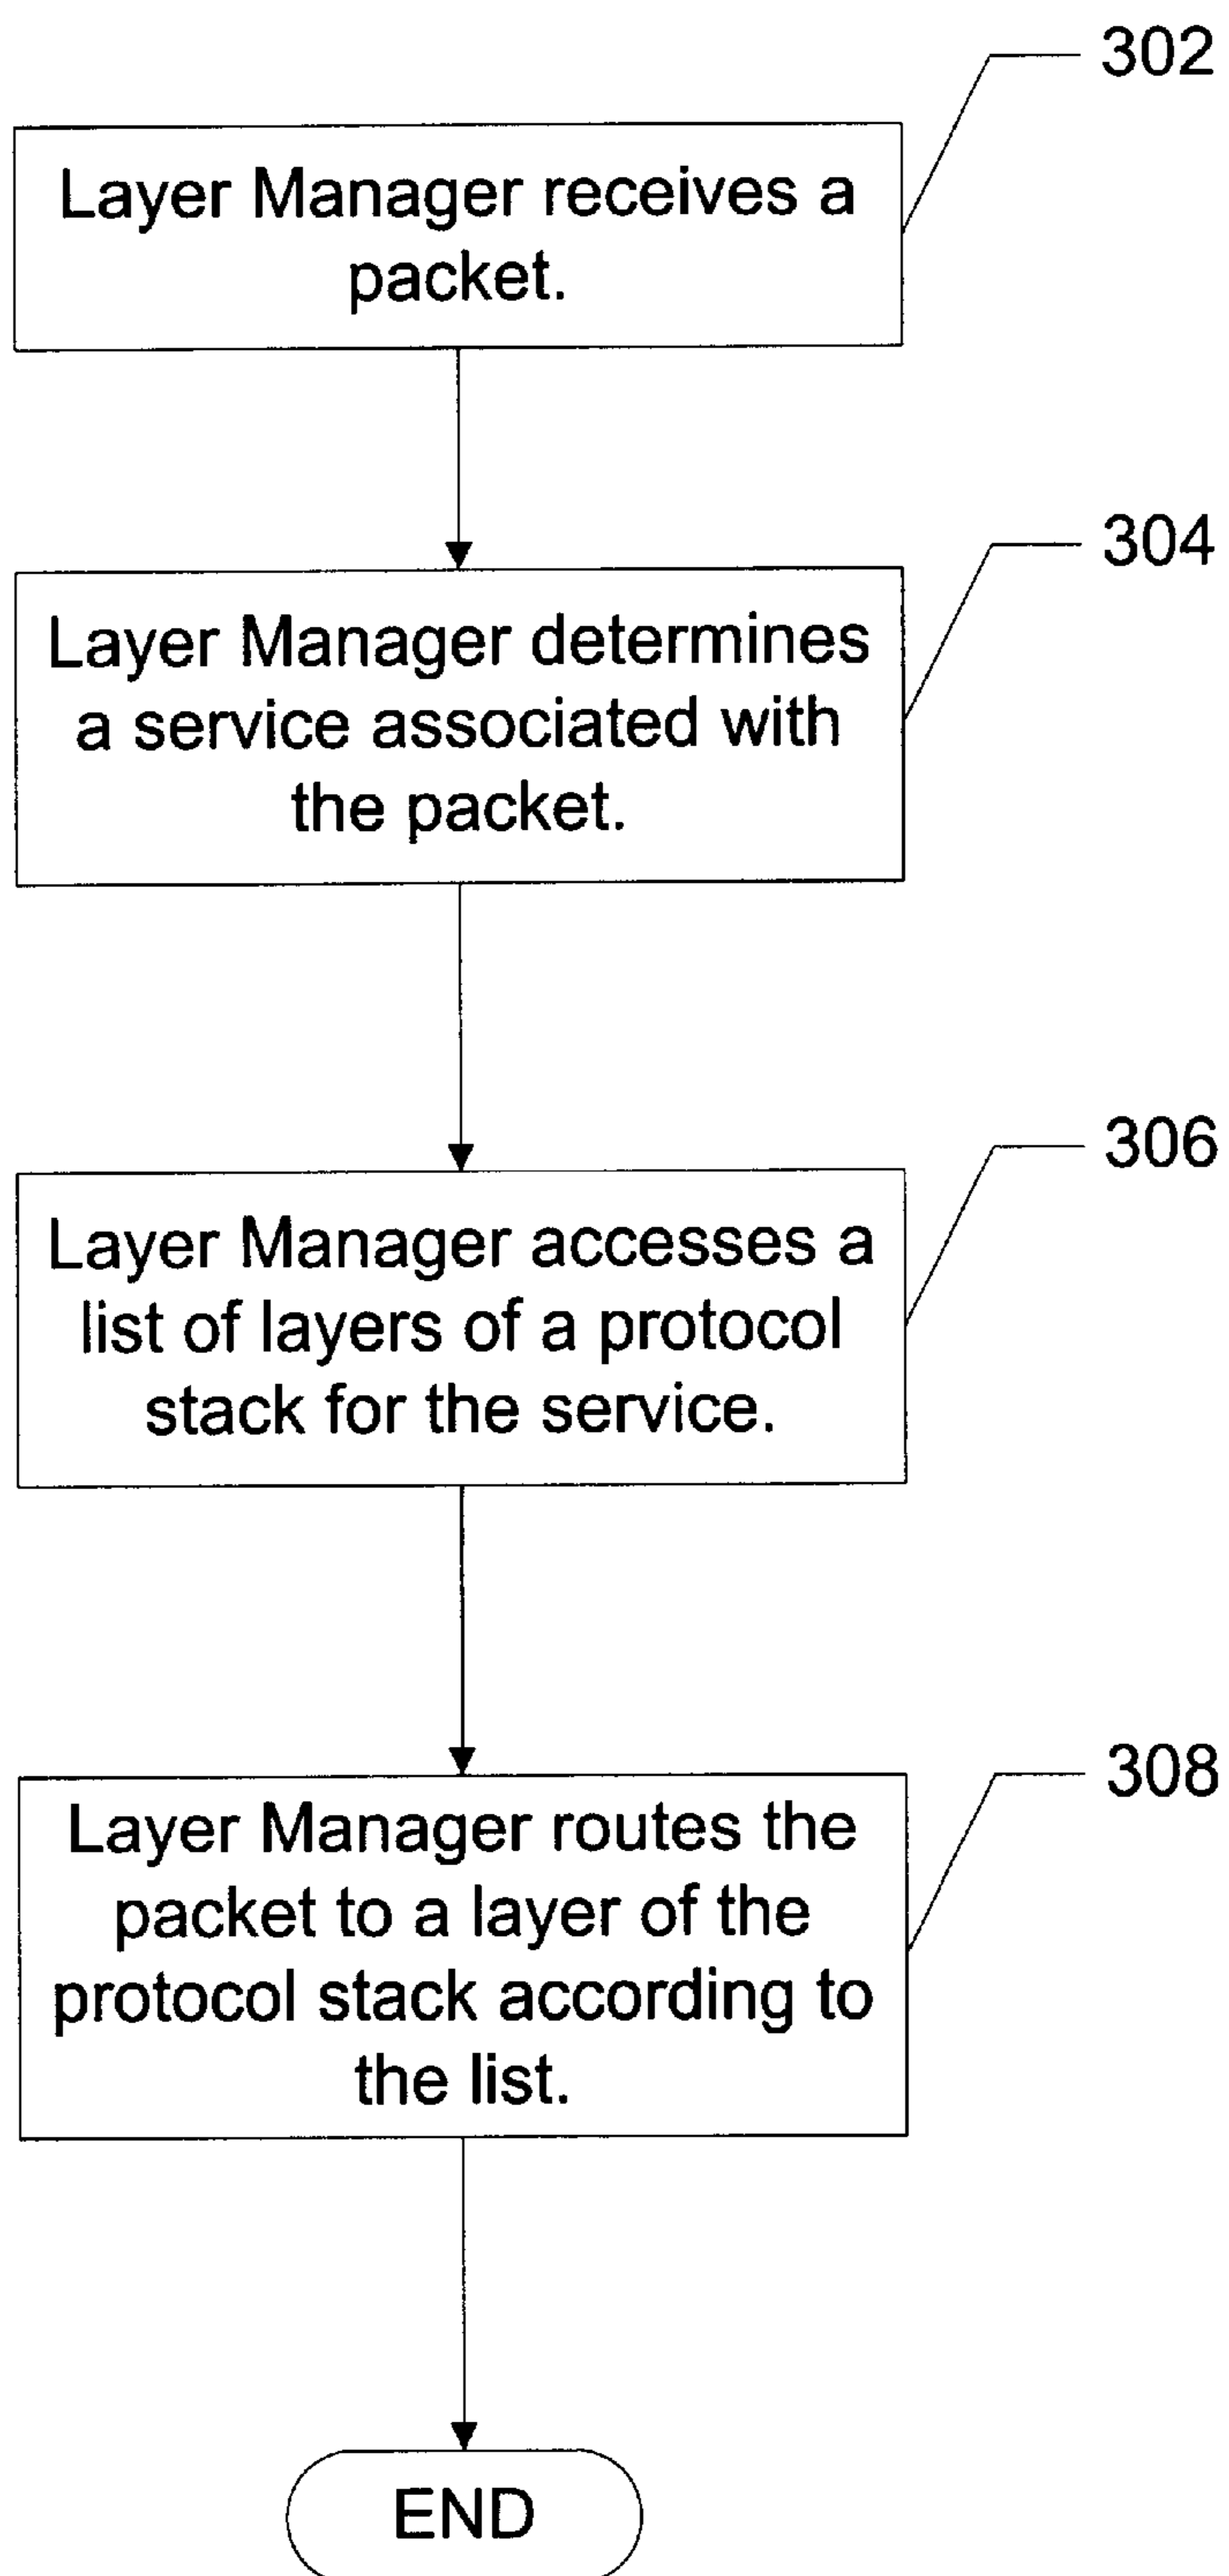 302
Layer Manager receives a
packet.
304
Layer Manager determines
a service associated with
the packet.
306
Layer Manager accesses a
list of layers of a protocol
stack for the service.
308
Layer Manager routes the
packet to a layer of the
protocol stack according to
the list.
END